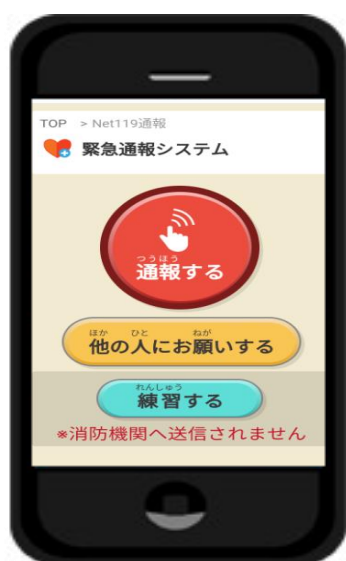 TOP > Net119通報
緊急通報システム
つうほう
通報する
ほか ひと ねが
他の人にお願いする
れんしゅう
練習する
※消防機関へ送信されません